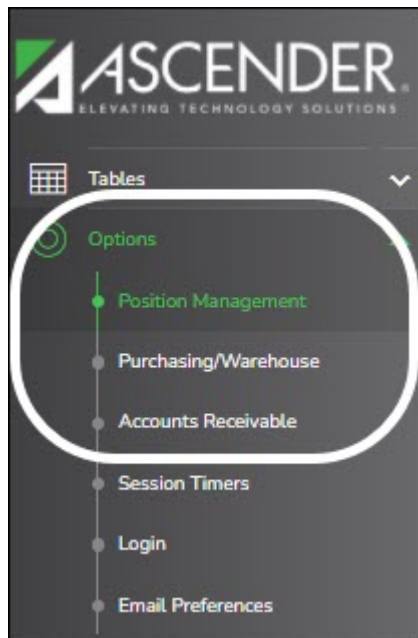 ASCENDER®
ELEVATING TECHNOLOGY SOLUTIONS
Tables
Options
Position Management
Purchasing/Warehouse
Accounts Receivable
Session Timers
Login
Email Preferences